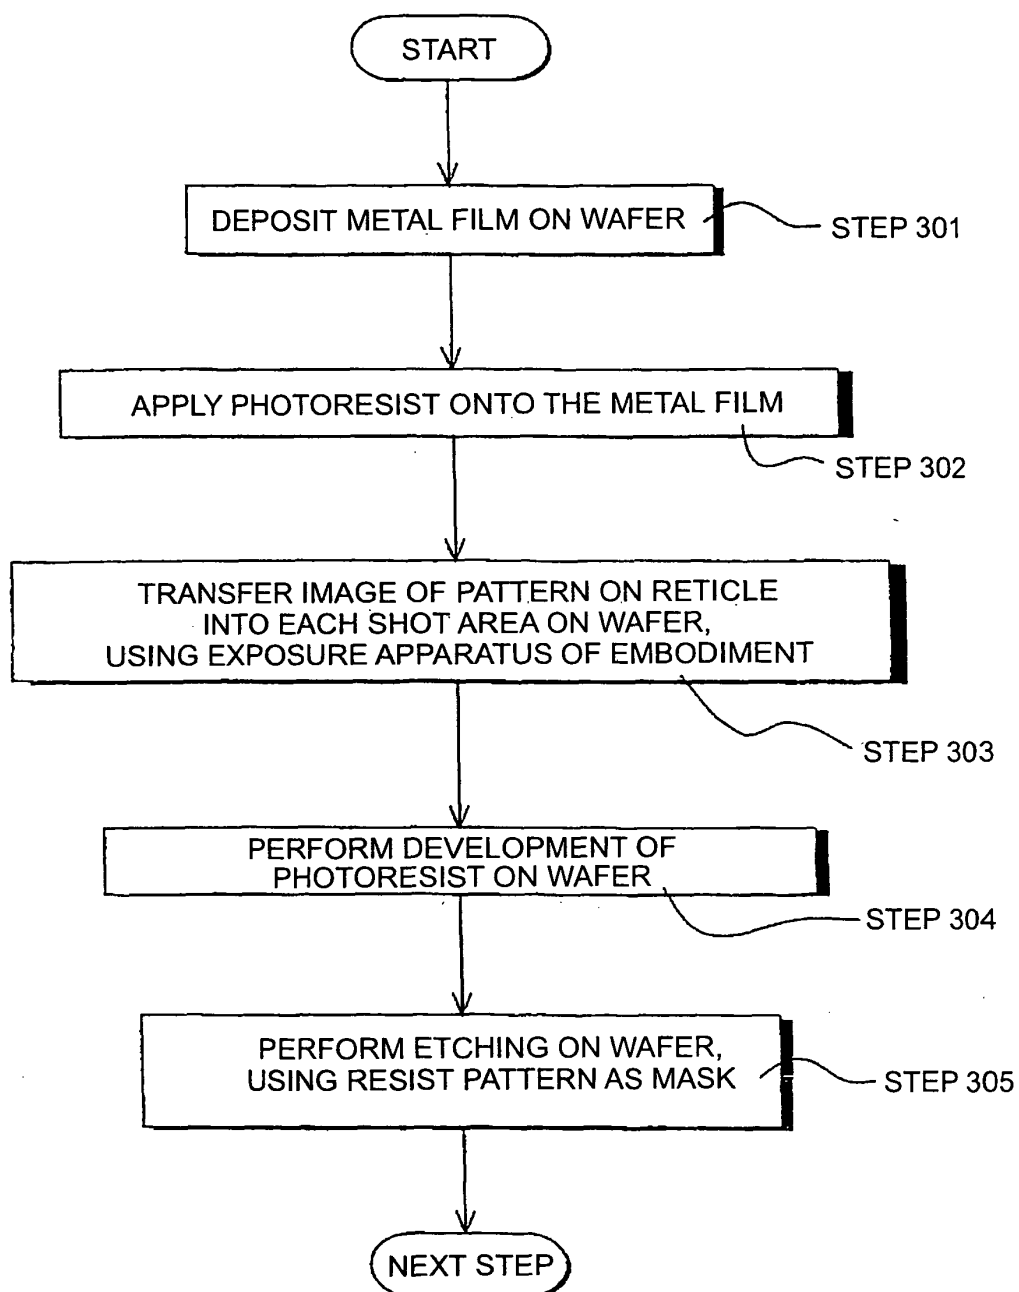 START
DEPOSIT METAL FILM ON WAFER
STEP 301
APPLY PHOTORESIST ONTO THE METAL FILM
STEP 302
TRANSFER IMAGE OF PATTERN ON RETICLE
INTO EACH SHOT AREA ON WAFER,
USING EXPOSURE APPARATUS OF EMBODIMENT
STEP 303
PERFORM DEVELOPMENT OF
PHOTORESIST ON WAFER
STEP 304
PERFORM ETCHING ON WAFER,
USING RESIST PATTERN AS MASK
STEP 305
NEXT STEP